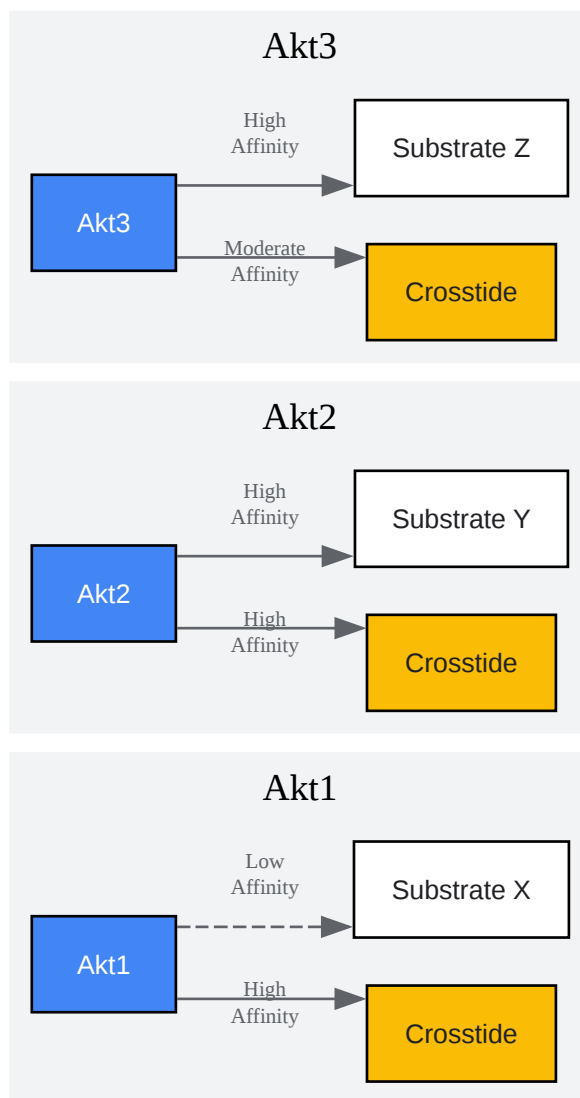 Akt3
High
Affinity
Substrate Z
Akt3
Moderate
Affinity
Crosstide
Akt2
High
Affinity
Substrate Y
Akt2
High
Affinity
Crosstide
Akt1
Low
Affinity
Substrate X
Akt1
High
Affinity
Crosstide